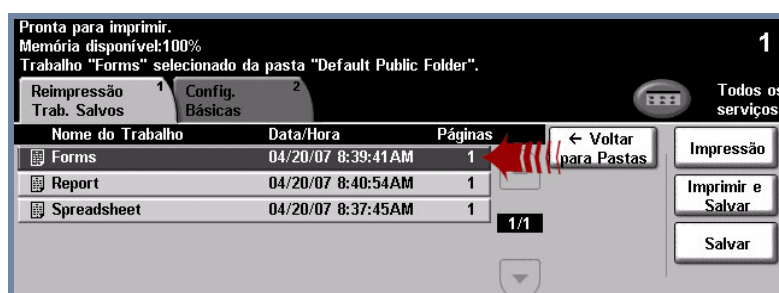 Pronta para imprimir.
Memória disponível:100%
Trabalho "Forms" selecionado da pasta "Default Public Folder".
1
Reimpressão 1
Trab. Salvos
Config. 2
Básicas
Todos os
serviços
Nome do Trabalho Data/Hora Páginas
Forms 04/20/07 8:39:41AM 1
Report 04/20/07 8:40:54AM 1
Spreadsheet 04/20/07 8:37:45AM 1
1/1
← Voltar
para Pastas
Impressão
Imprimir e
Salvar
Salvar